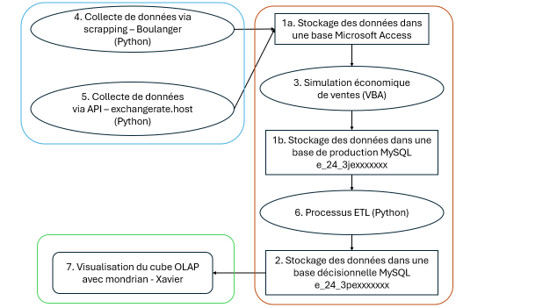 4. Collecte de données via
scrapping – Boulanger
(Python)
5. Collecte de données
via API – exchangerate.host
(Python)
1a. Stockage des données dans
une base Microsoft Access
3. Simulation économique
de ventes (VBA)
1b. Stockage des données dans une
base de production MySQL
e_24_3jexxxxxxx
6. Processus ETL (Python)
2. Stockage des données dans une
base décisionnelle MySQL
e_24_3pexxxxxxx
7. Visualisation du cube OLAP
avec mondrian - Xavier